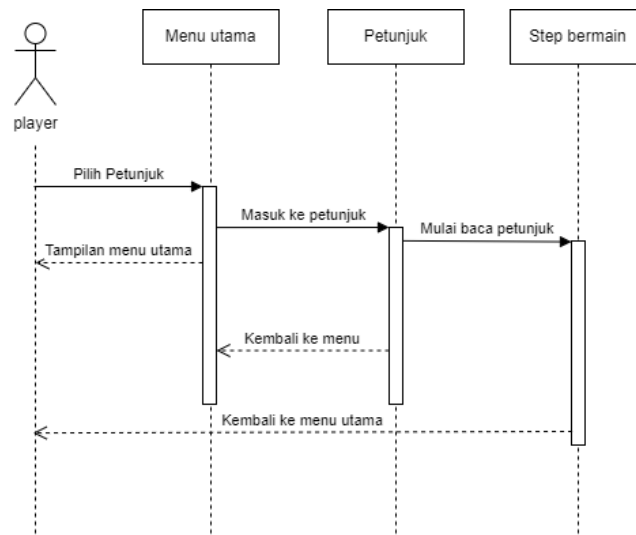 Menu utama
Petunjuk
Step bermain
player
Pilih Petunjuk
Masuk ke petunjuk
Mulai baca petunjuk
Tampilan menu utama
Kembali ke menu
Kembali ke menu utama